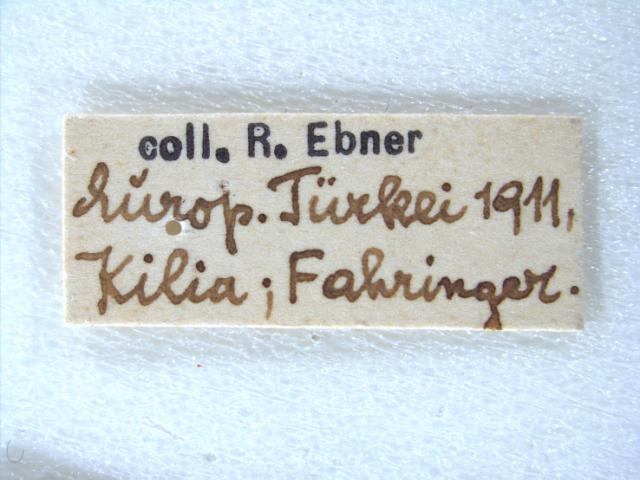 coll. R. Ebner
Europ. Türkei 1911,
Kilia; Fahringer.